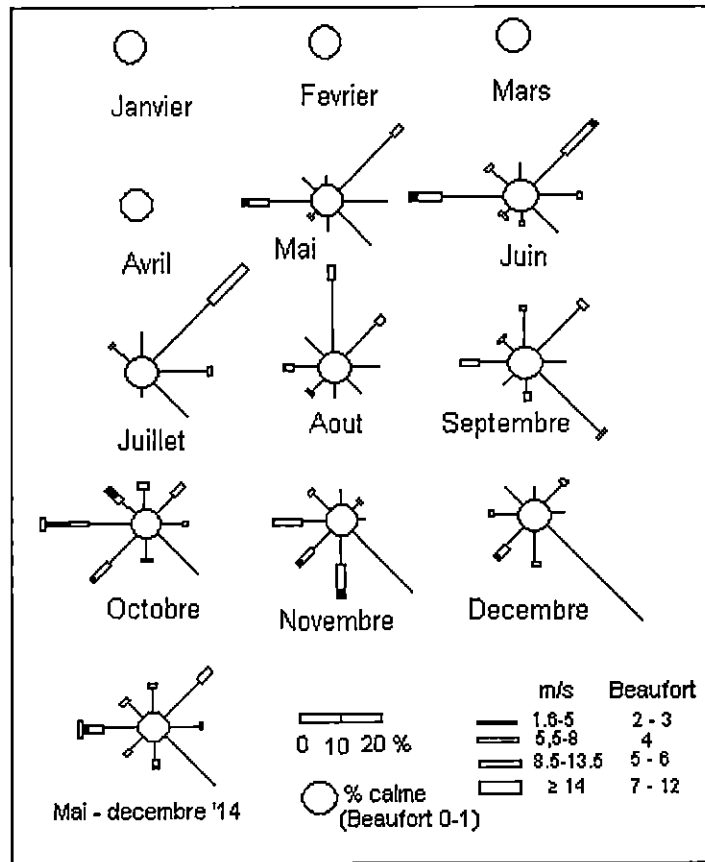 Janvier
Fevrier
Mars
Avril
Mai
Juin
Juillet
Aout
Septembre
Octobre
Novembre
Decembre
Mai - decembre '14
0 10 20 %
% calme
(Beaufort 0-1)
m/s Beaufort
1.6-5 2 - 3
5,5-8 4
8.5-13.5 5 - 6
≥ 14 7 - 12